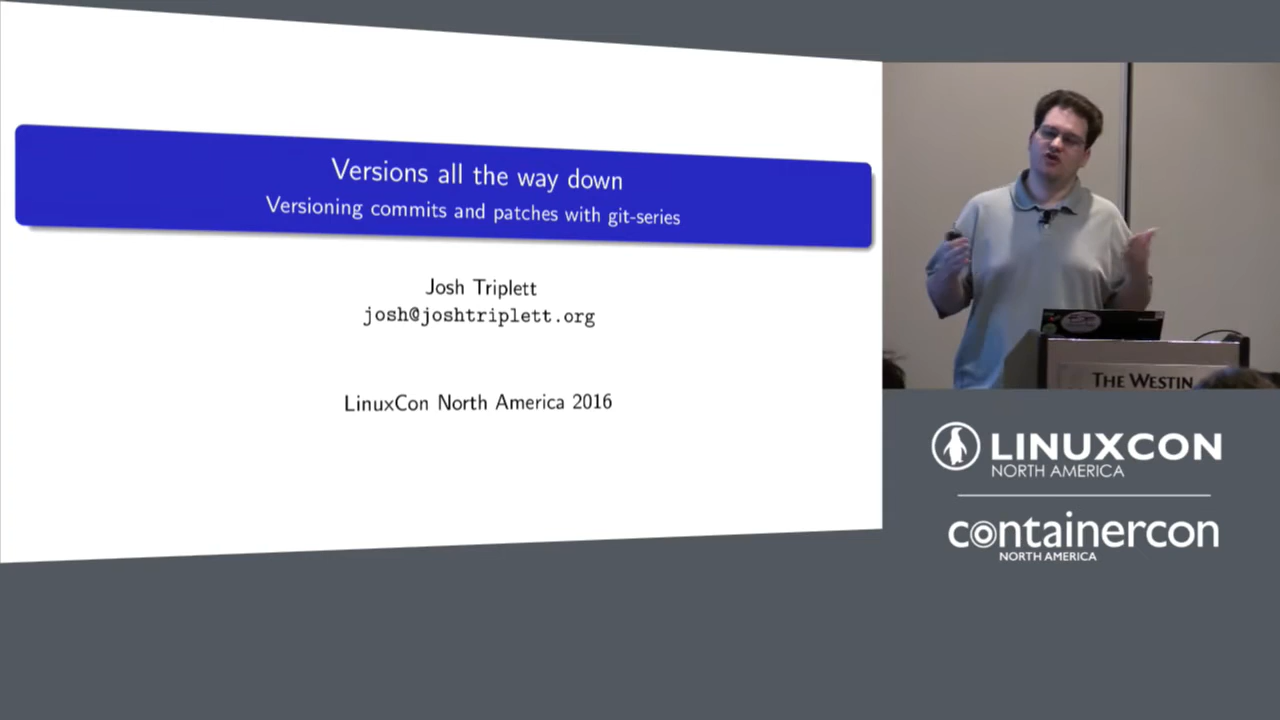 Versions all the way down
Versioning commits and patches with git-series
Josh Triplett
josh@joshtriplett.org
LinuxCon North America 2016
THE WESTIN
LINUXCON
NORTH AMERICA
containercon
NORTH AMERICA